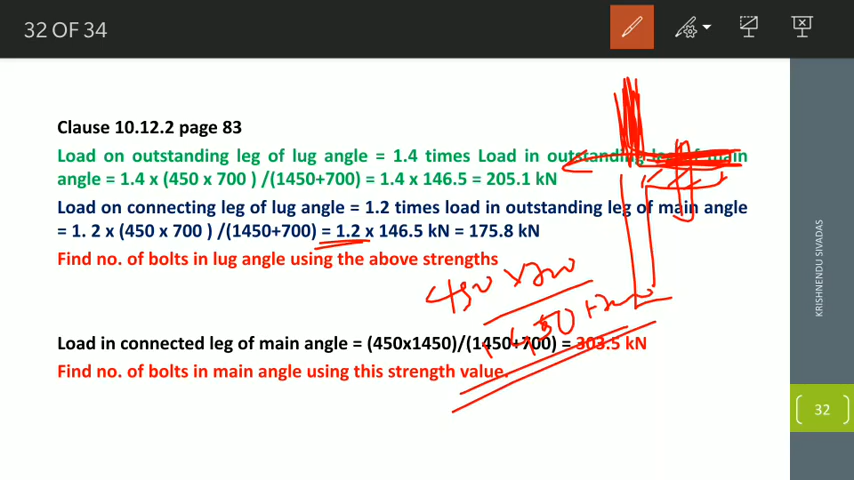 32 OF 34
Clause 10.12.2 page 83
Load on outstanding leg of lug angle = 1.4 times Load in outstanding leg of main
angle = 1.4 x (450 x 700 ) /(1450+700) = 1.4 x 146.5 = 205.1 kN
Load on connecting leg of lug angle = 1.2 times load in outstanding leg of main angle
= 1. 2 x (450 x 700 ) /(1450+700) = 1.2 x 146.5 kN = 175.8 kN
Find no. of bolts in lug angle using the above strengths
450 x 700
1450 + 700
Load in connected leg of main angle = (450x1450)/(1450+700) = 303.5 kN
Find no. of bolts in main angle using this strength value.
KRISHNENDU SIVADAS
32